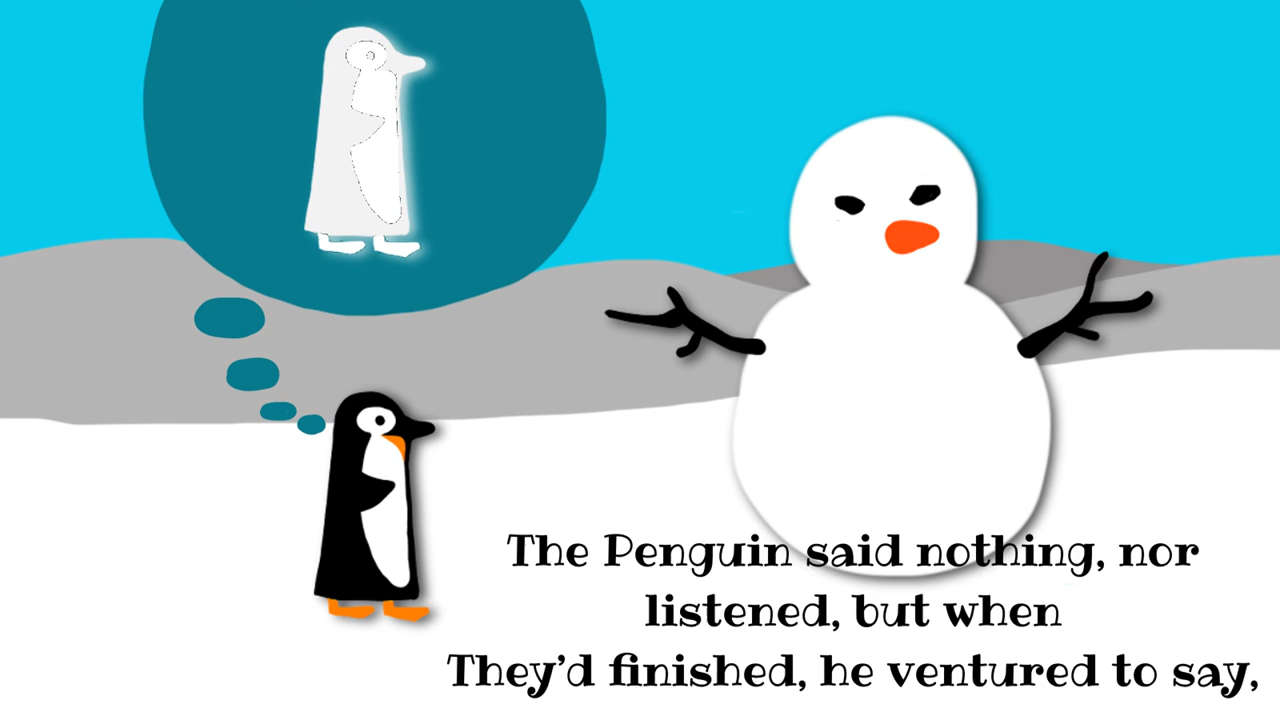 The Penguin said nothing, nor
listened, but when
They'd finished, he ventured to say,